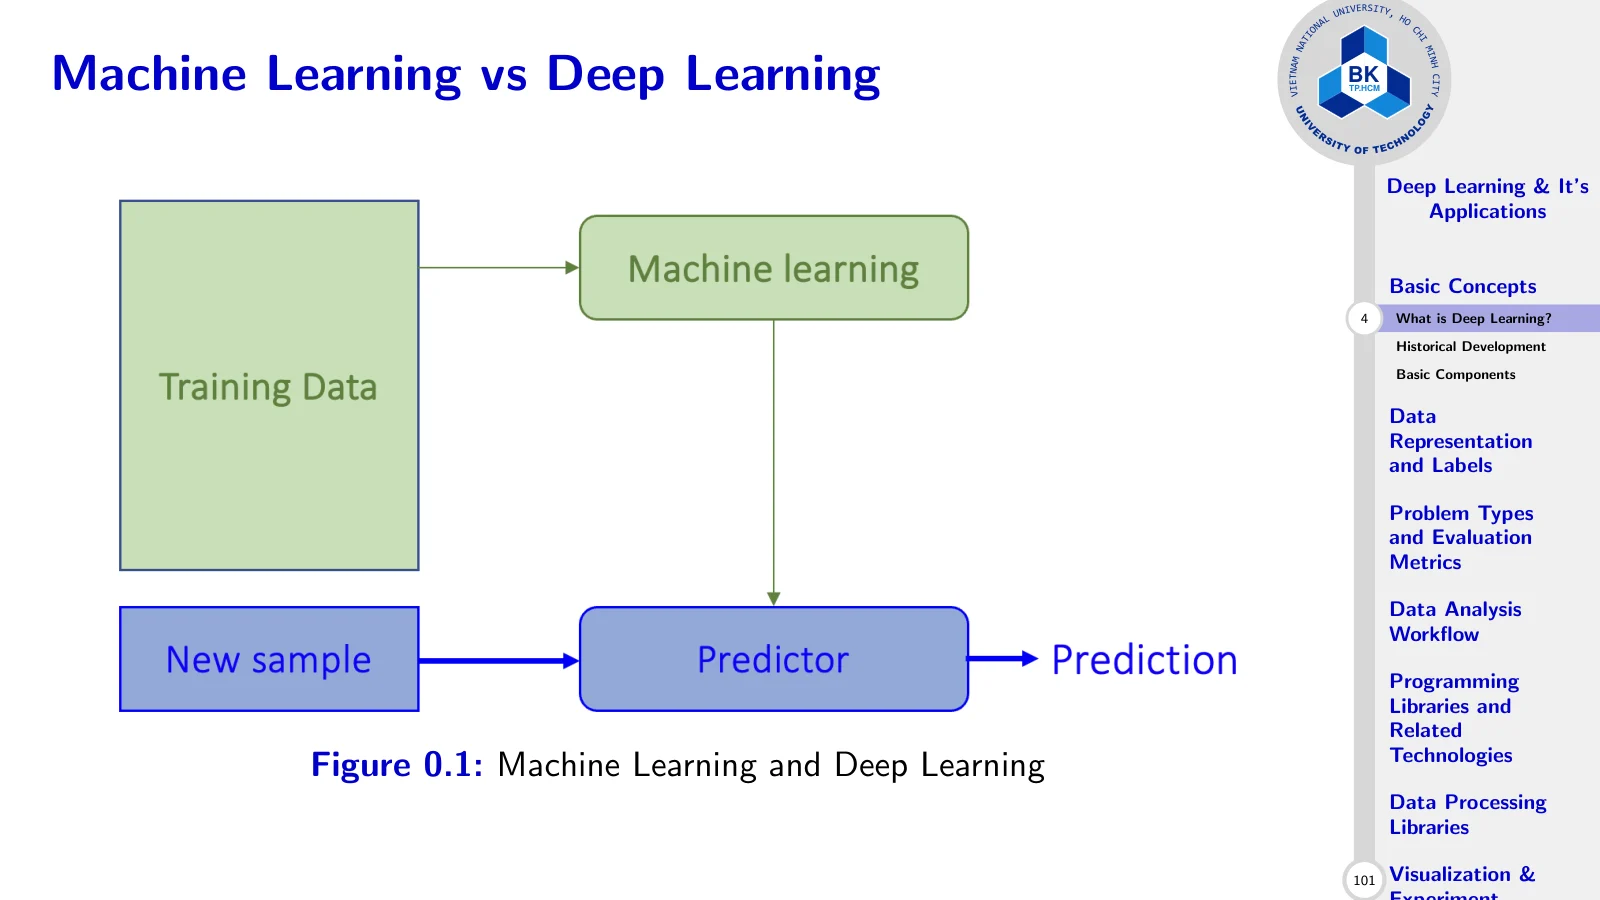 Machine Learning vs Deep Learning
Training Data
Machine learning
New sample
Predictor
Prediction
Figure 0.1: Machine Learning and Deep Learning
VIETNAM NATIONAL UNIVERSITY, HO CHI MINH CITY
BK
TP.HCM
UNIVERSITY OF TECHNOLOGY
Deep Learning & It's
Applications
Basic Concepts
4
What is Deep Learning?
Historical Development
Basic Components
Data
Representation
and Labels
Problem Types
and Evaluation
Metrics
Data Analysis
Workflow
Programming
Libraries and
Related
Technologies
Data Processing
Libraries
101
Visualization &
Experiment